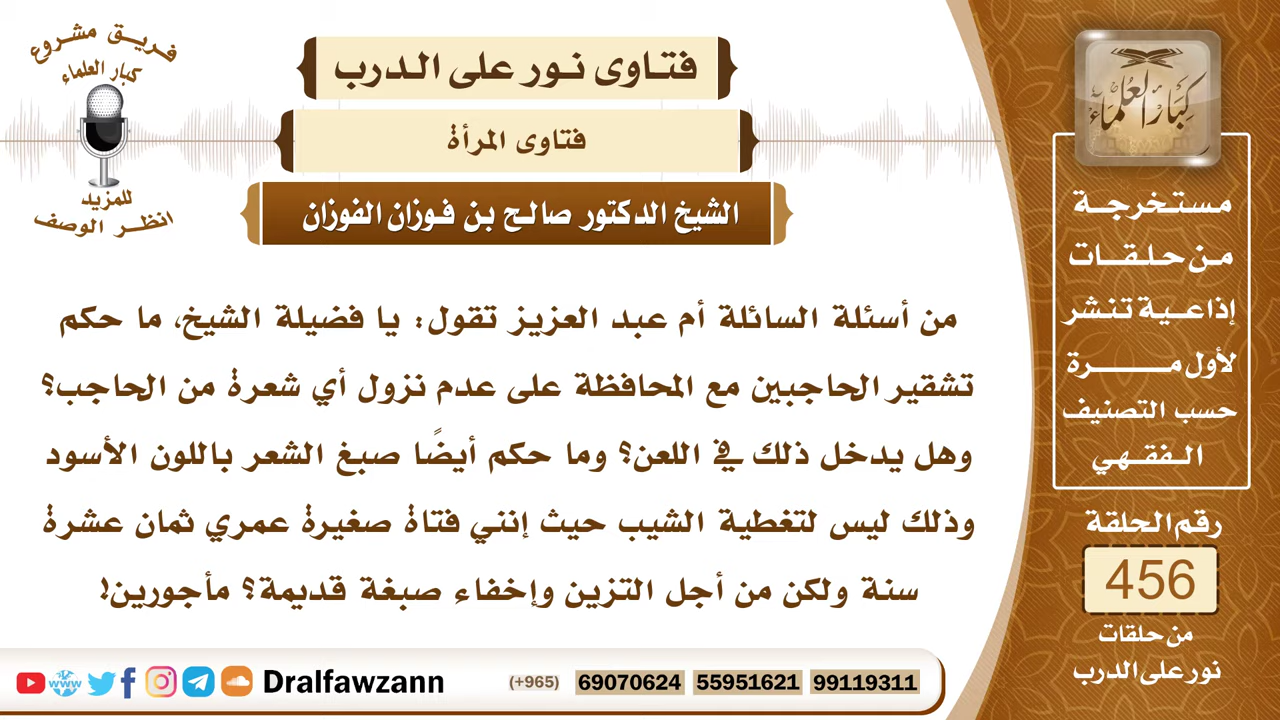 فريق مشروع
كبار العلماء
للمزيد
انظر الوصف
فتاوى نور على الدرب
فتاوى المرأة
الشيخ الدكتور صالح بن فوزان الفوزان
من أسئلة السائلة أم عبد العزيز تقول: يا فضيلة الشيخ، ما حكم
تشقير الحاجبين مع المحافظة على عدم نزول أي شعرة من الحاجب؟
وهل يدخل ذلك في اللعن؟ وما حكم أيضًا صبغ الشعر باللون الأسود
وذلك ليس لتغطية الشيب حيث إنني فتاة صغيرة عمري ثمان عشرة
سنة ولكن من أجل التزين وإخفاء صبغة قديمة؟ مأجورين!
كِبَارُ العُلَمَاء
مستخرجة
من حلقات
إذاعية تنشر
لأول مرة
حسب التصنيف
الفقهي
رقم الحلقة
456
من حلقات
نور على الدرب
www Dralfawzann (+965) 69070624 55951621 99119311